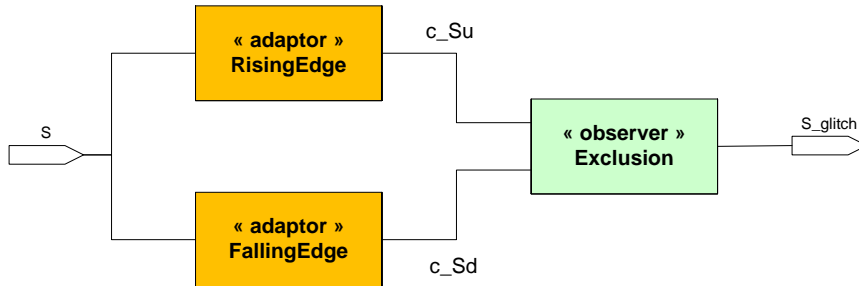 « adaptor »
RisingEdge
c_Su
S
« observer »
Exclusion
S_glitch
« adaptor »
FallingEdge
c_Sd